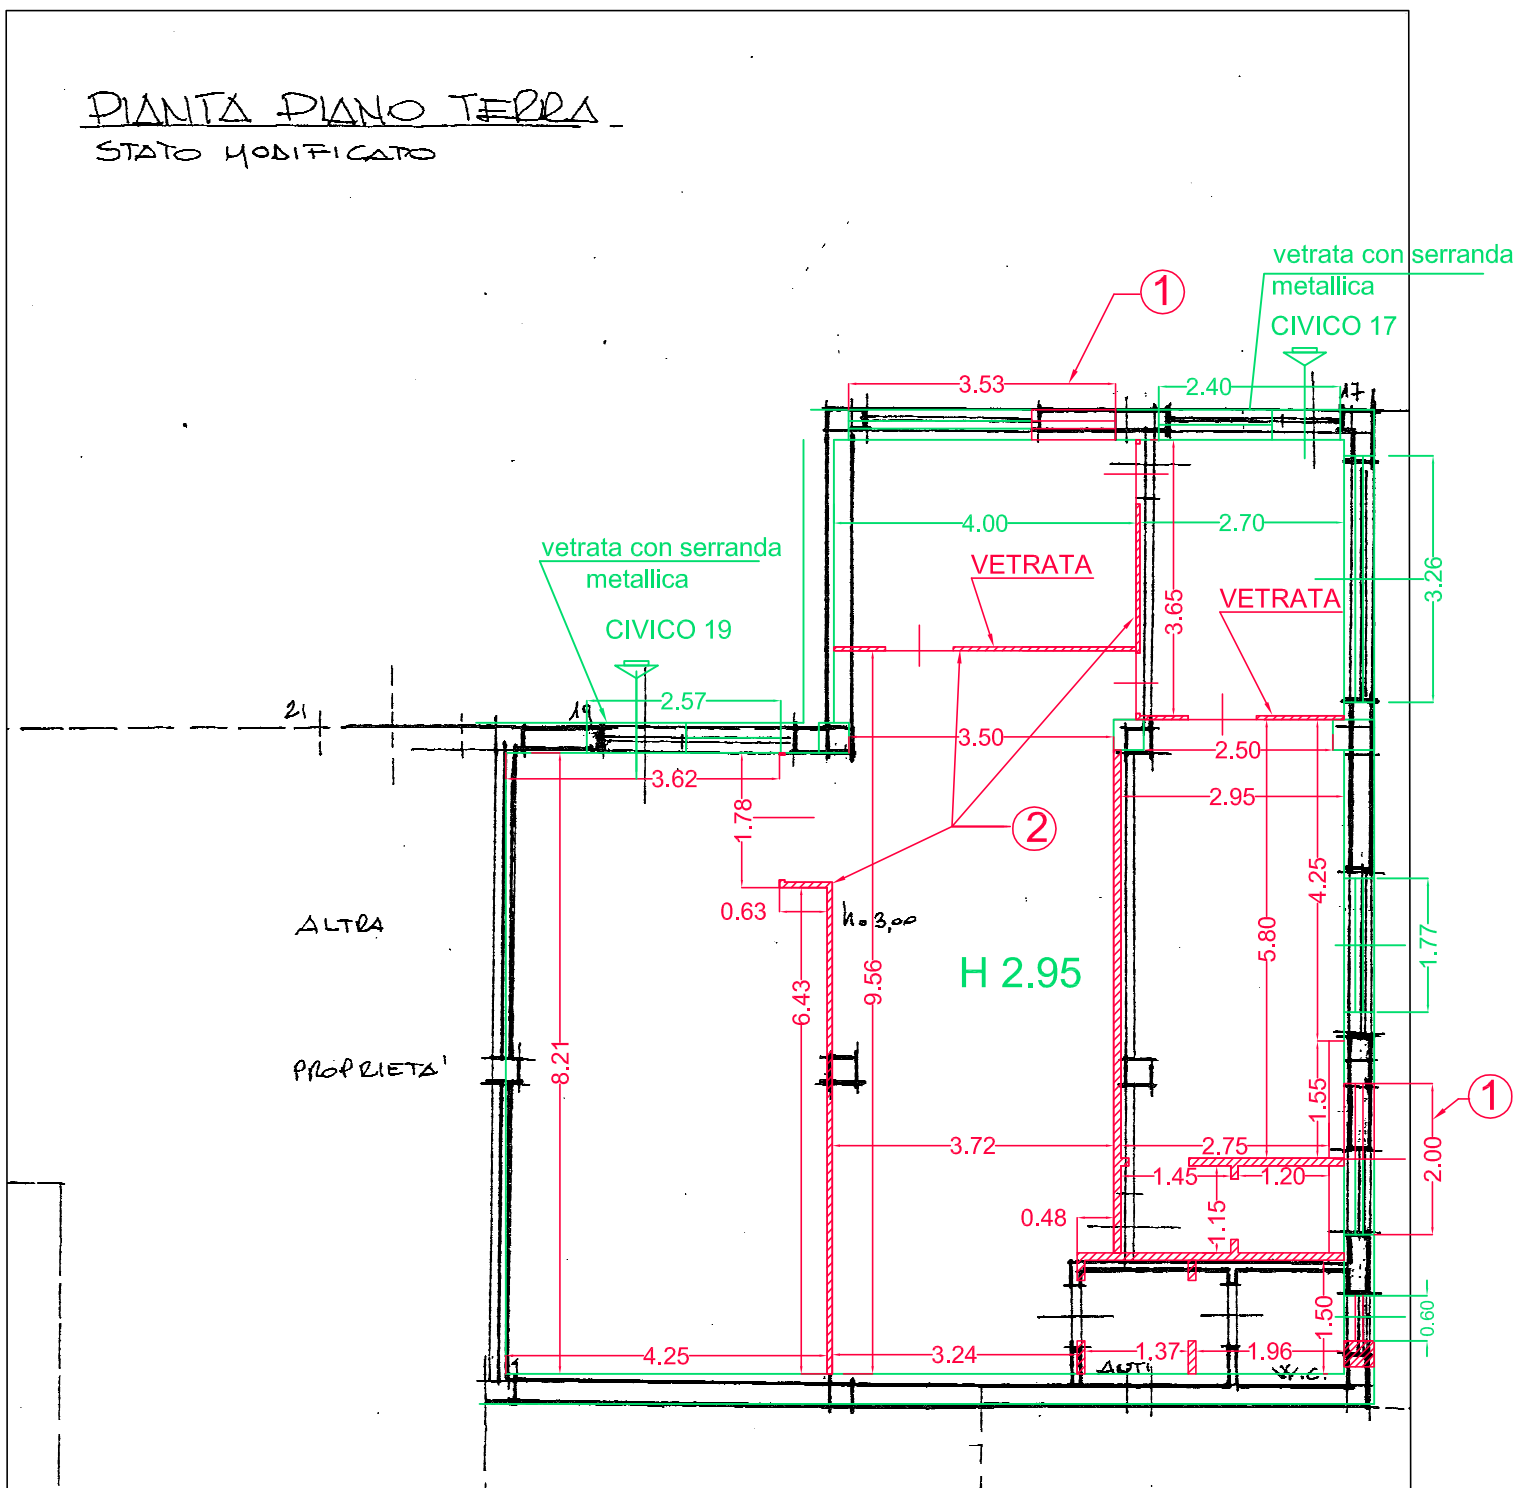 PIANTA PIANO TERRA
STATO MODIFICATO
vetrata con serranda
metallica
CIVICO 17
1
3.53
2.40
17
4.00
2.70
vetrata con serranda
metallica
VETRATA
3.26
3.65
VETRATA
CIVICO 19
2.57
21
19
3.50
2.50
3.62
2.95
1.78
2
4.25
0.63
h=3,00
1.77
5.80
H 2.95
9.56
6.43
8.21
ALTRA
PROPRIETA'
1.55
1
2.00
3.72
2.75
1.45
1.20
1.15
0.48
1.50
0.60
4.25
3.24
1.37
1.96
ANTI
W.C.